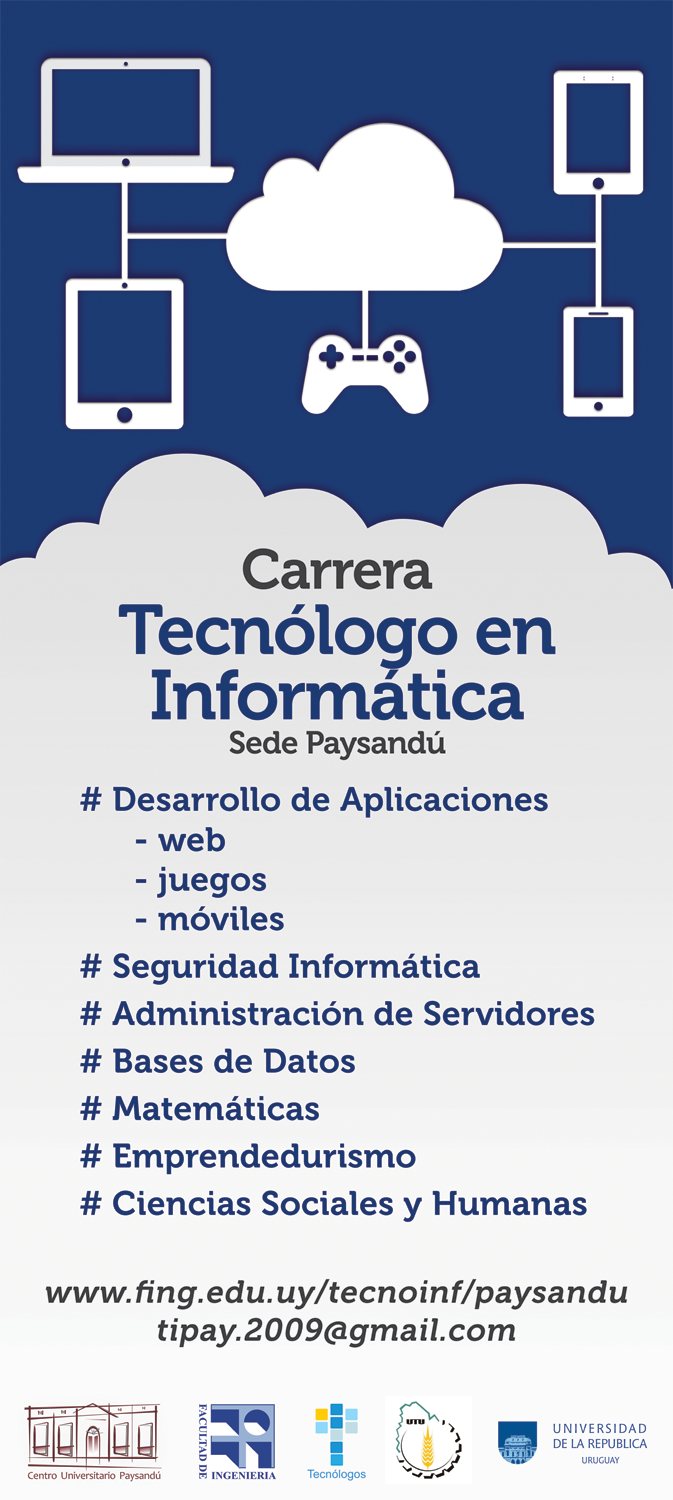 Carrera
Tecnólogo en
Informática
Sede Paysandú
# Desarrollo de Aplicaciones
- web
- juegos
- móviles
# Seguridad Informática
# Administración de Servidores
# Bases de Datos
# Matemáticas
# Emprendedurismo
# Ciencias Sociales y Humanas
www.fing.edu.uy/tecnoinf/paysandu
tipay.2009@gmail.com
Centro Universitario Paysandú
FACULTAD DE
INGENIERIA
Tecnólogos
UTU
UNIVERSIDAD
DE LA REPUBLICA
URUGUAY